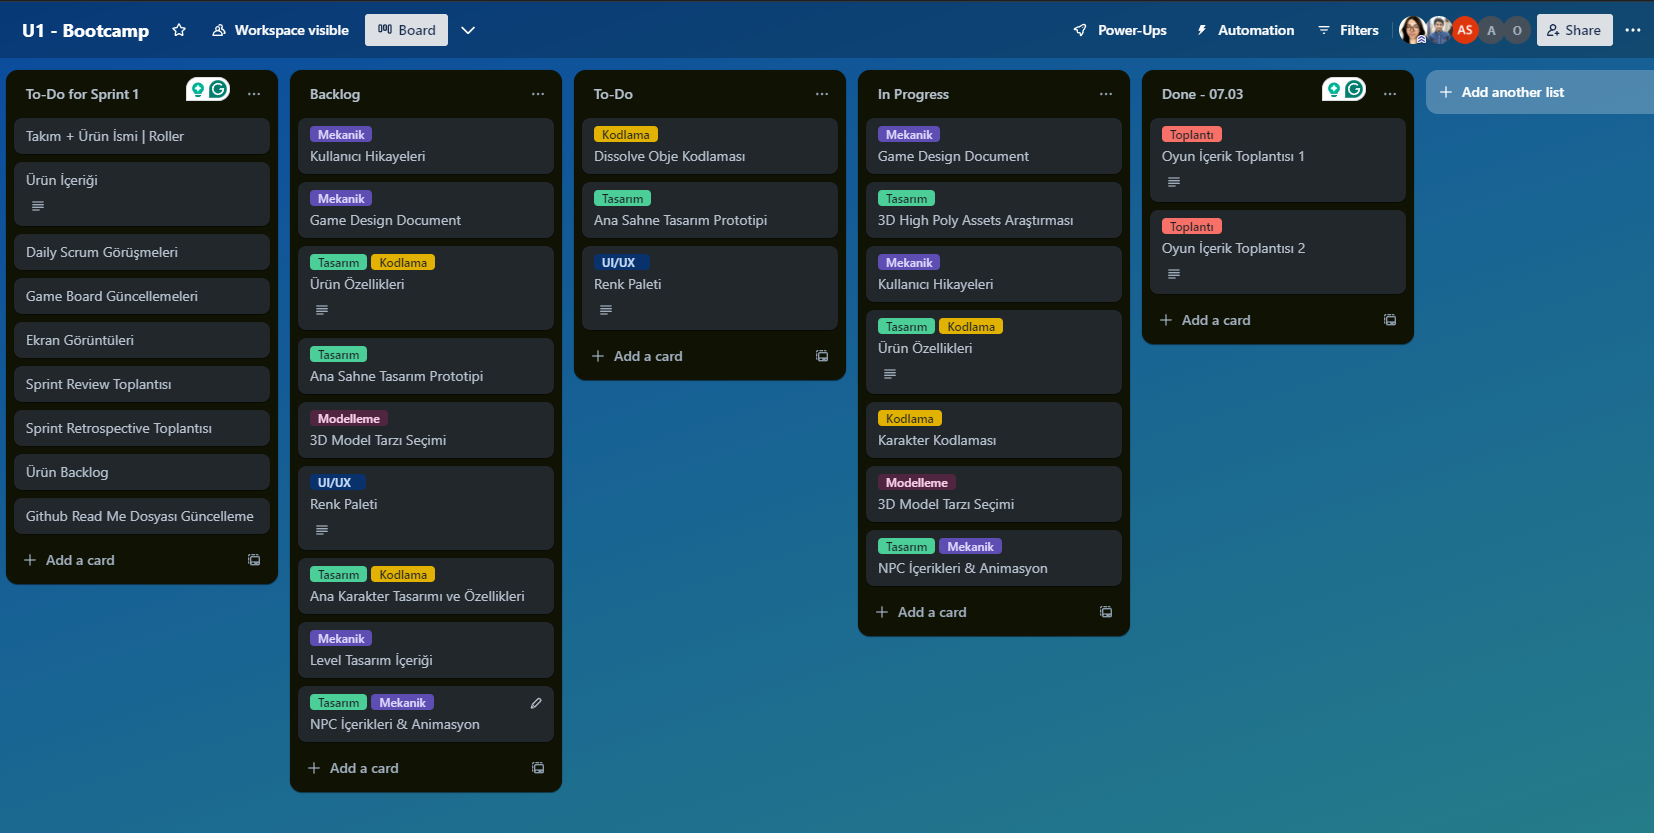 U1 - Bootcamp
Workspace visible
Board
Power-Ups
Automation
Filters
AS
A
O
Share
To-Do for Sprint 1
Takım + Ürün İsmi | Roller
Ürün İçeriği
Daily Scrum Görüşmeleri
Game Board Güncellemeleri
Ekran Görüntüleri
Sprint Review Toplantısı
Sprint Retrospective Toplantısı
Ürün Backlog
Github Read Me Dosyası Güncelleme
Add a card
Backlog
Mekanik
Kullanıcı Hikayeleri
Mekanik
Game Design Document
Tasarım Kodlama
Ürün Özellikleri
Tasarım
Ana Sahne Tasarım Prototipi
Modelleme
3D Model Tarzı Seçimi
UI/UX
Renk Paleti
Tasarım Kodlama
Ana Karakter Tasarımı ve Özellikleri
Mekanik
Level Tasarım İçeriği
Tasarım Mekanik
NPC İçerikleri & Animasyon
Add a card
To-Do
Kodlama
Dissolve Obje Kodlaması
Tasarım
Ana Sahne Tasarım Prototipi
UI/UX
Renk Paleti
Add a card
In Progress
Mekanik
Game Design Document
Tasarım
3D High Poly Assets Araştırması
Mekanik
Kullanıcı Hikayeleri
Tasarım Kodlama
Ürün Özellikleri
Kodlama
Karakter Kodlaması
Modelleme
3D Model Tarzı Seçimi
Tasarım Mekanik
NPC İçerikleri & Animasyon
Add a card
Done - 07.03
Toplantı
Oyun İçerik Toplantısı 1
Toplantı
Oyun İçerik Toplantısı 2
Add a card
Add another list